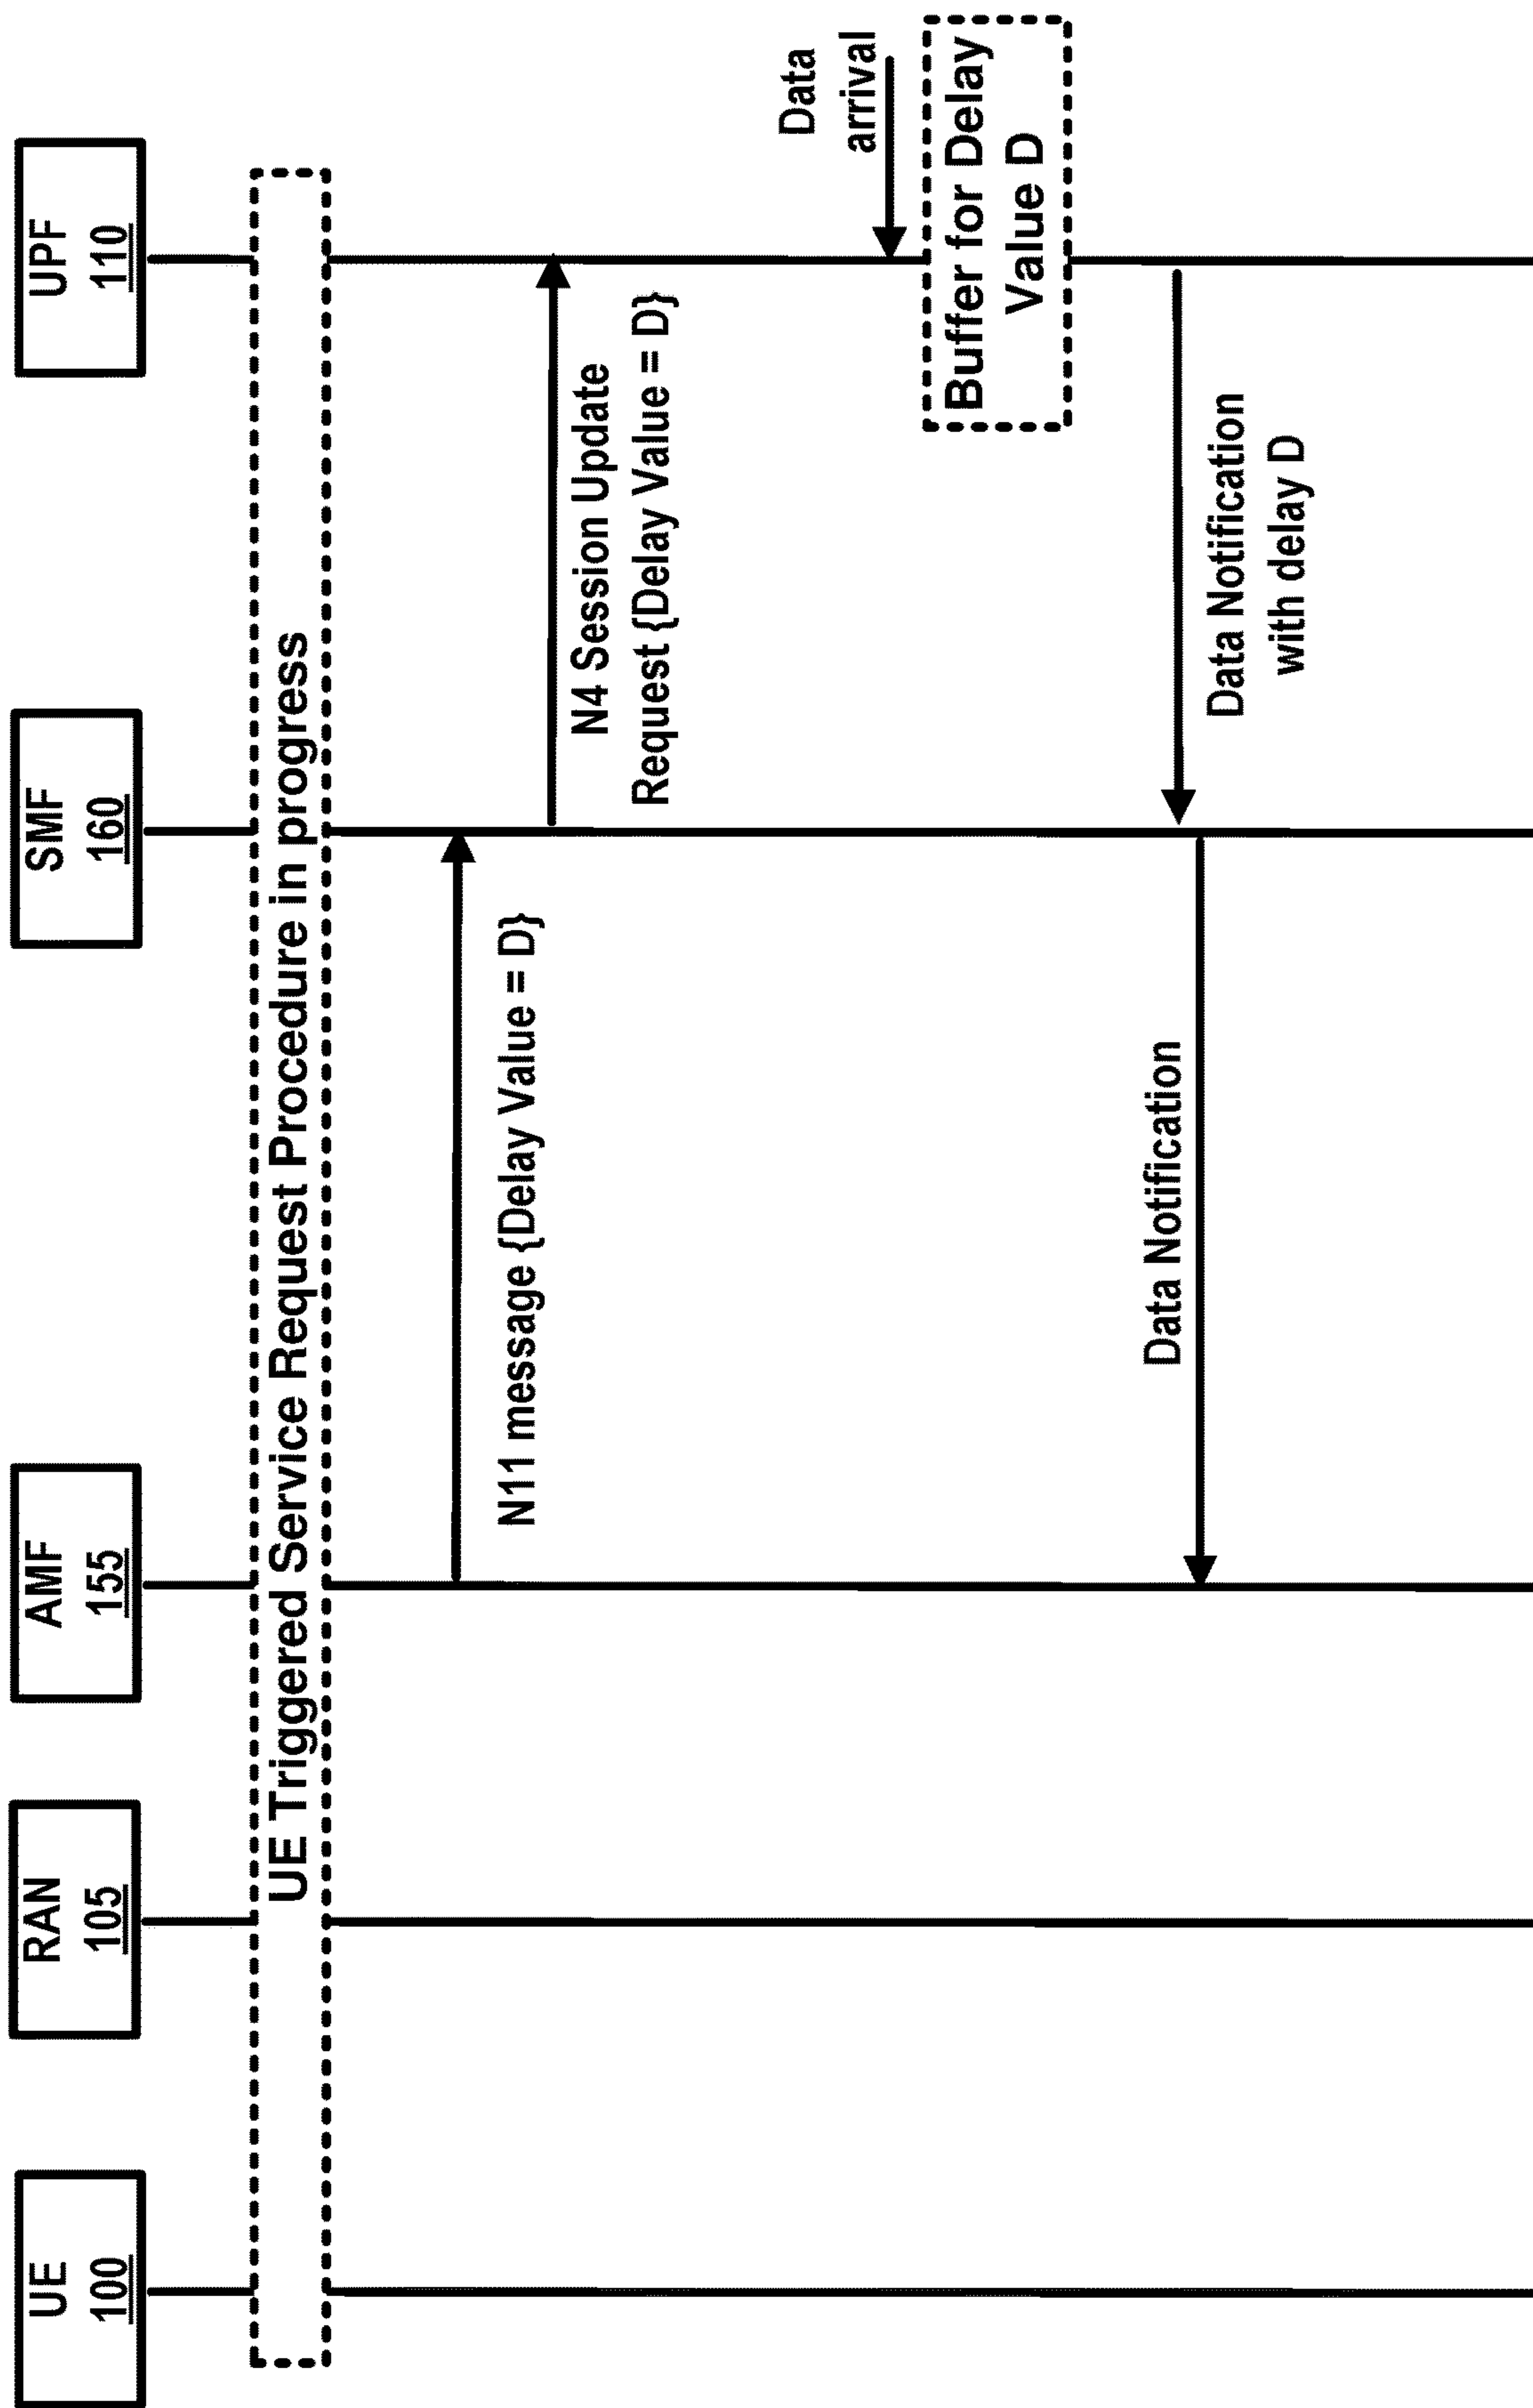 UE
100
RAN
105
AMF
155
SMF
160
UPF
110
UE Triggered Service Request Procedure in progress
N11 message {Delay Value = D}
N4 Session Update
Request {Delay Value = D}
Data
arrival
Buffer for Delay
Value D
Data Notification
Data Notification
with delay D